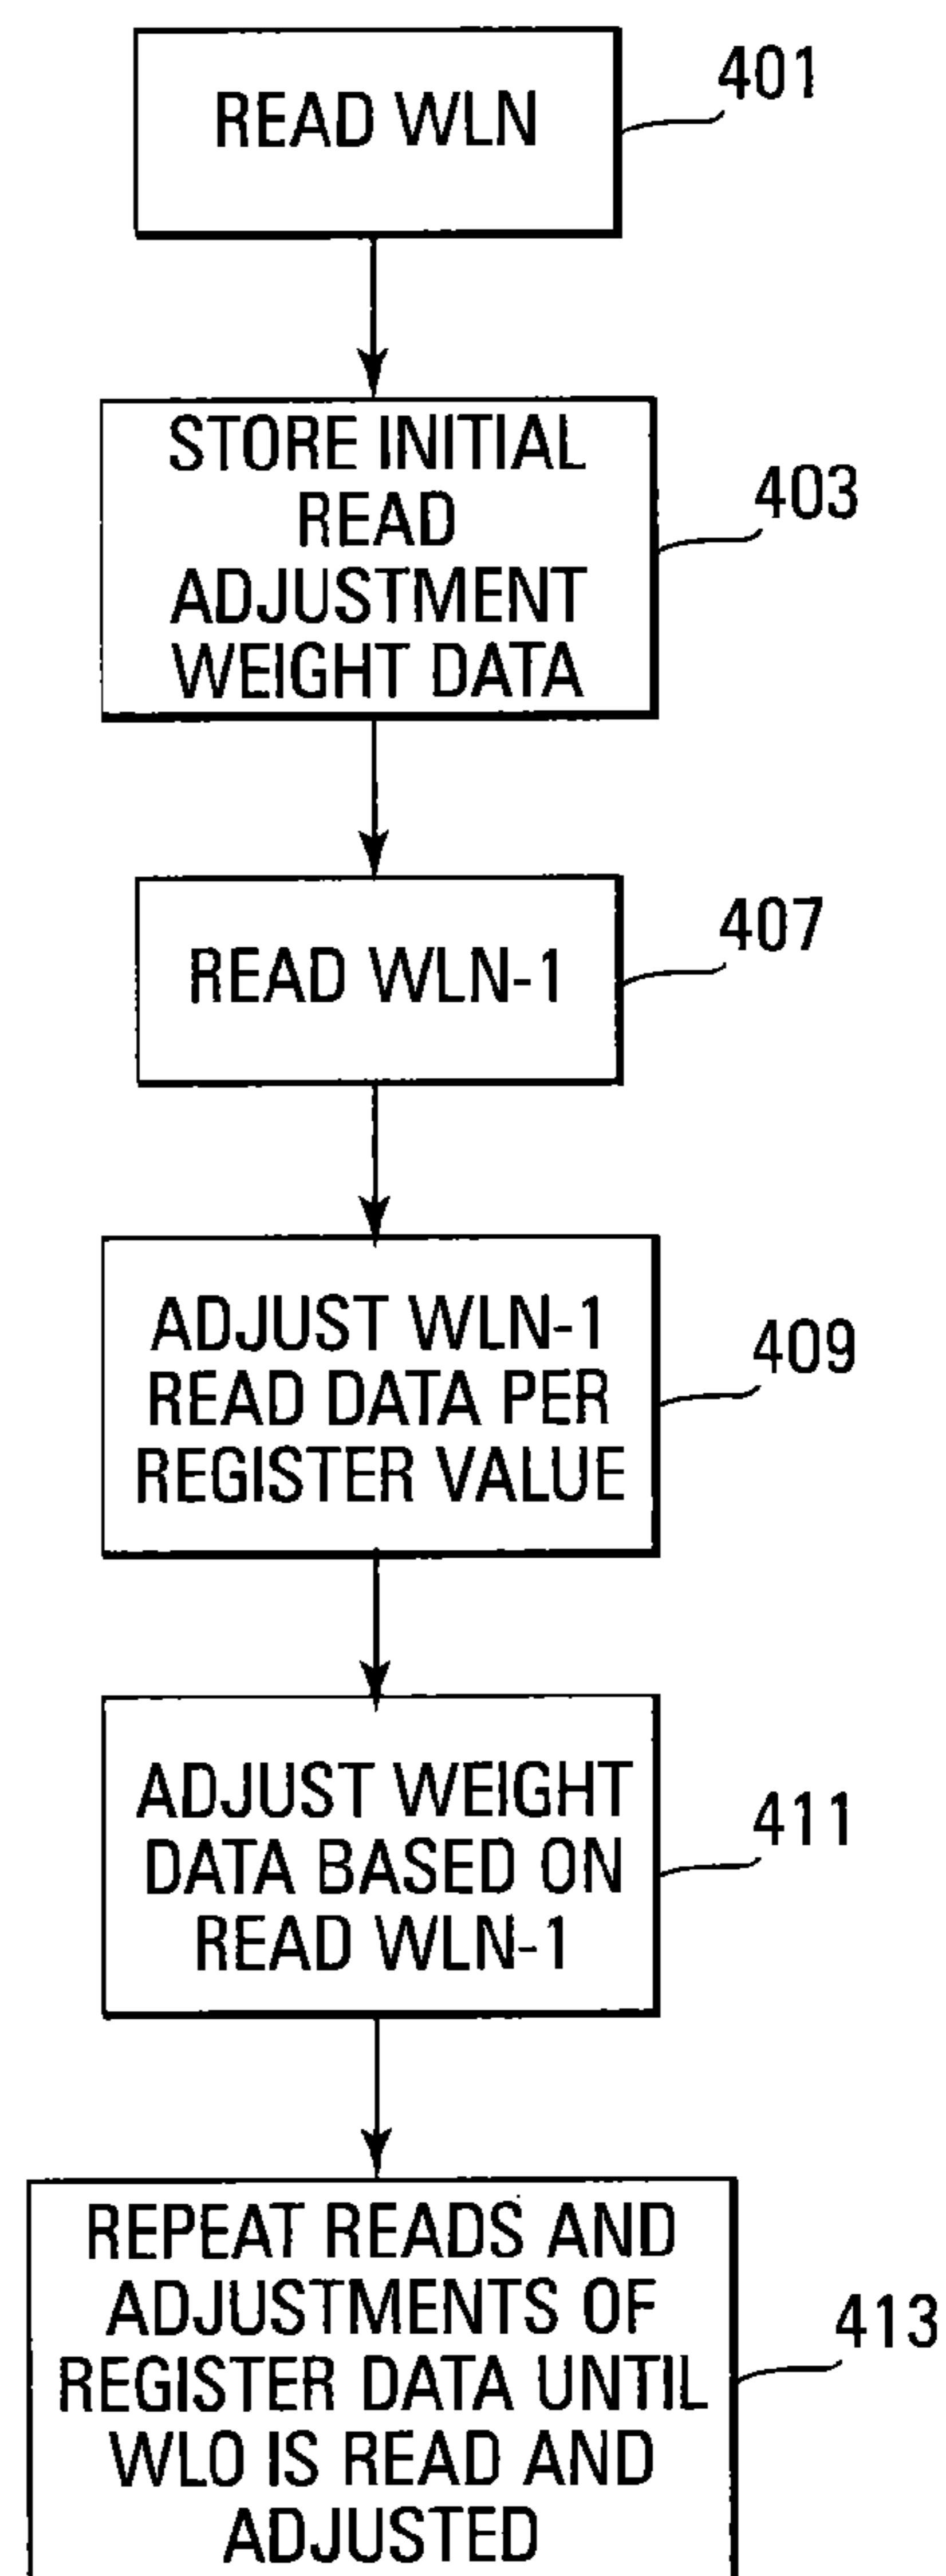 READ WLN
401
STORE INITIAL
READ
ADJUSTMENT
WEIGHT DATA
403
READ WLN-1
407
ADJUST WLN-1
READ DATA PER
REGISTER VALUE
409
ADJUST WEIGHT
DATA BASED ON
READ WLN-1
411
REPEAT READS AND
ADJUSTMENTS OF
REGISTER DATA UNTIL
WLO IS READ AND
ADJUSTED
413